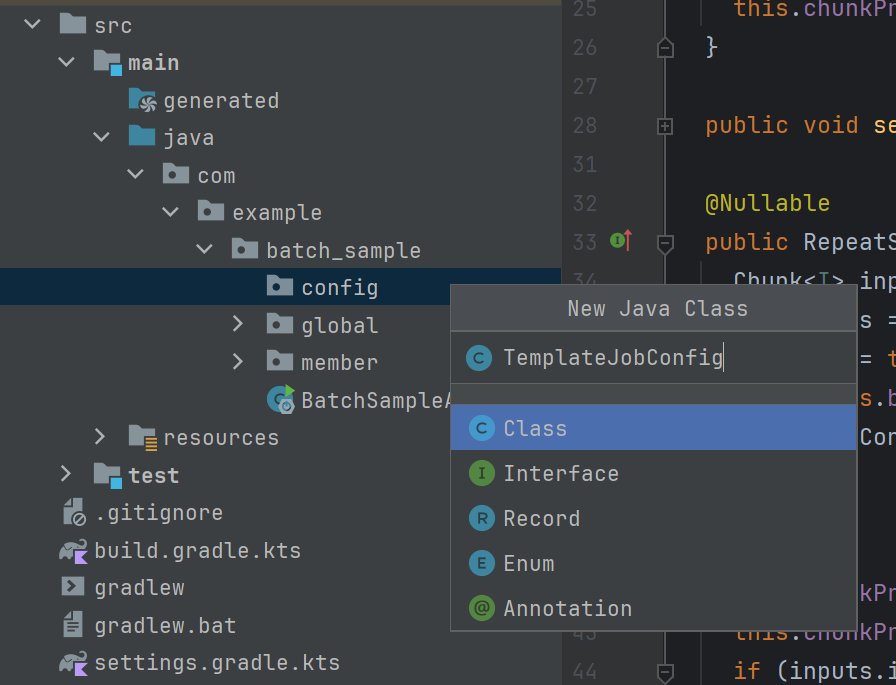 src
main
generated
java
com
example
batch_sample
config
global
member
BatchSampleA
resources
test
.gitignore
build.gradle.kts
gradlew
gradlew.bat
settings.gradle.kts
New Java Class
TemplateJobConfig
Class
Interface
Record
Enum
Annotation
25 this.chunkPr
26 }
27
28 public void se
31
32 @Nullable
33 public RepeatS
34 Chunk<I> inp
s =
= t
s.b
Con
kPr
43 this.chunkPr
44 if (inputs.i